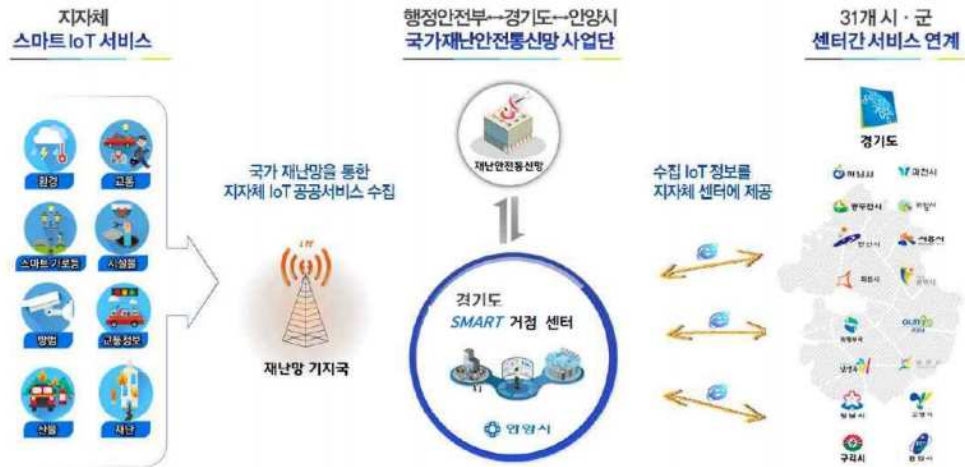 지자체
스마트 IoT 서비스
행정안전부↔경기도↔안양시
국가재난안전통신망 사업단
31개 시·군
센터간 서비스 연계
환경
교통
스마트 가로등
시설물
방범
교통정보
산불
재난
국가 재난망을 통한
지자체 IoT 공공서비스 수집
LTE
재난망 기지국
재난안전통신망
경기도
SMART 거점 센터
안양시
수집 IoT 정보를
지자체 센터에 제공
경기도
하남시
과천시
동두천시
안산시
시흥시
구리시